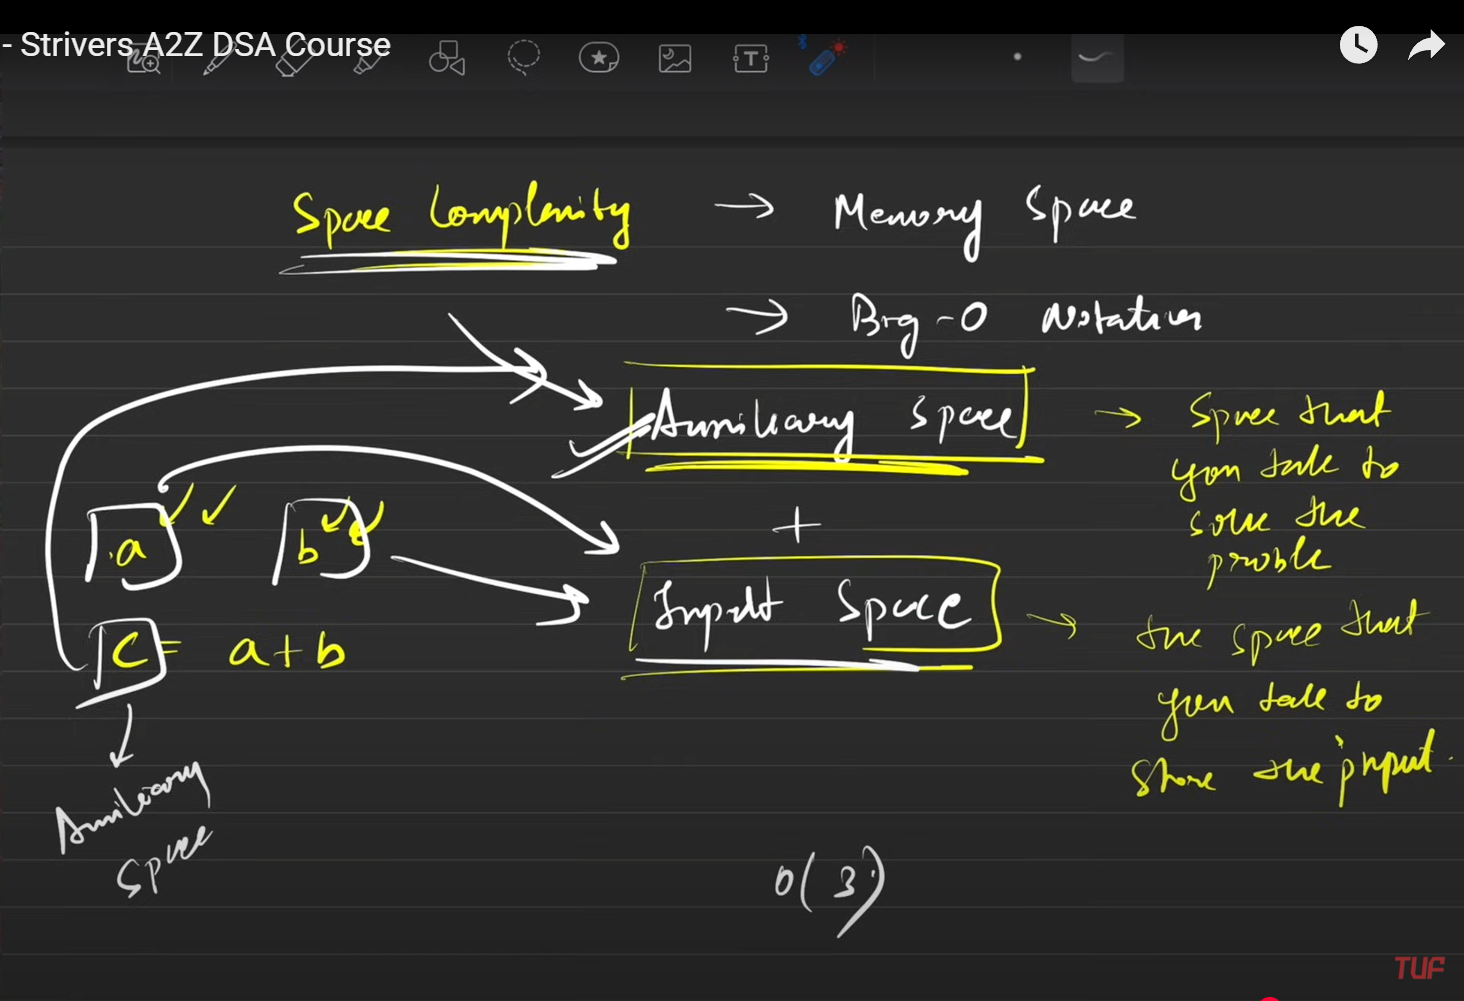 - Strivers A2Z DSA Course
Space Complexity → Memory Space
→ Big-O Notation
Auxiliary Space → Space that
you take to
solve the
problem
+
a b
Input Space → the space that
you take to
store the input.
c = a + b
Auxiliary
Space
O(3)
TUF